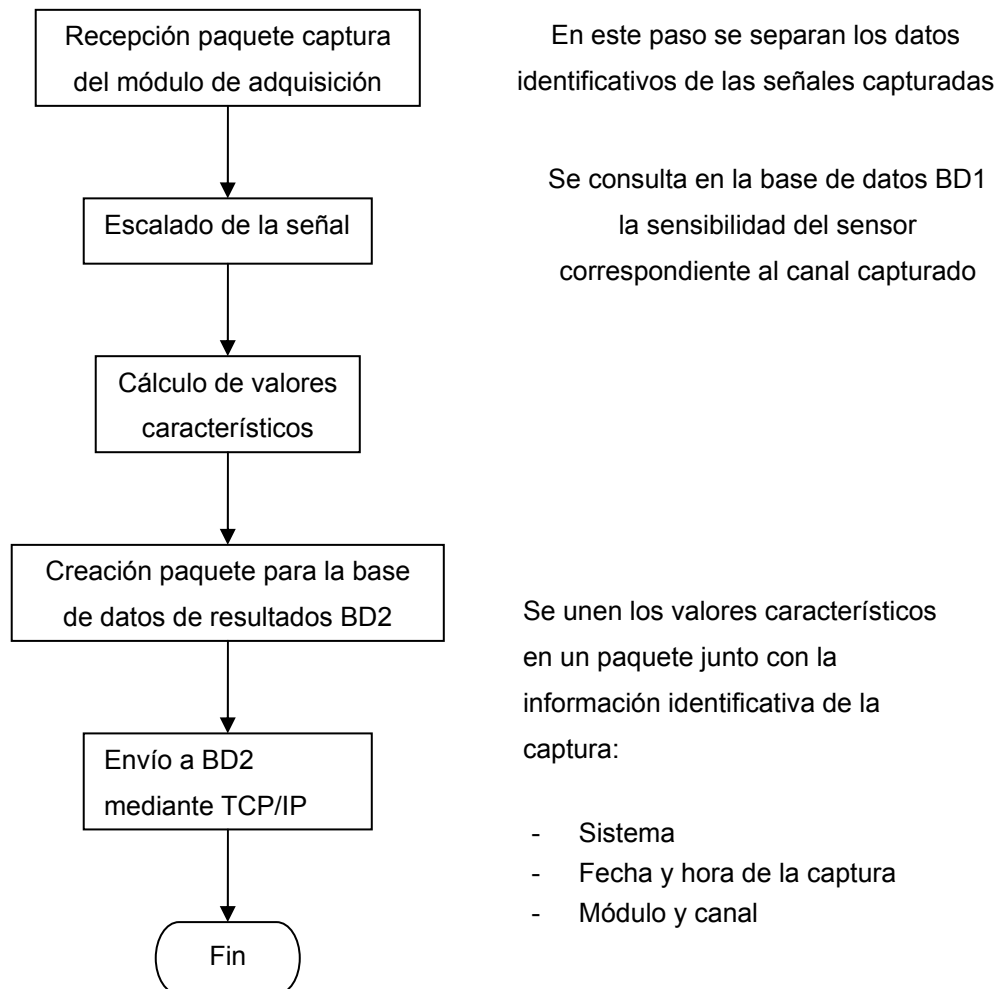 Recepción paquete captura
del módulo de adquisición
En este paso se separan los datos
identificativos de las señales capturadas
Escalado de la señal
Se consulta en la base de datos BD1
la sensibilidad del sensor
correspondiente al canal capturado
Cálculo de valores
característicos
Creación paquete para la base
de datos de resultados BD2
Se unen los valores característicos
en un paquete junto con la
información identificativa de la
captura:
- Sistema
- Fecha y hora de la captura
- Módulo y canal
Envío a BD2
mediante TCP/IP
Fin